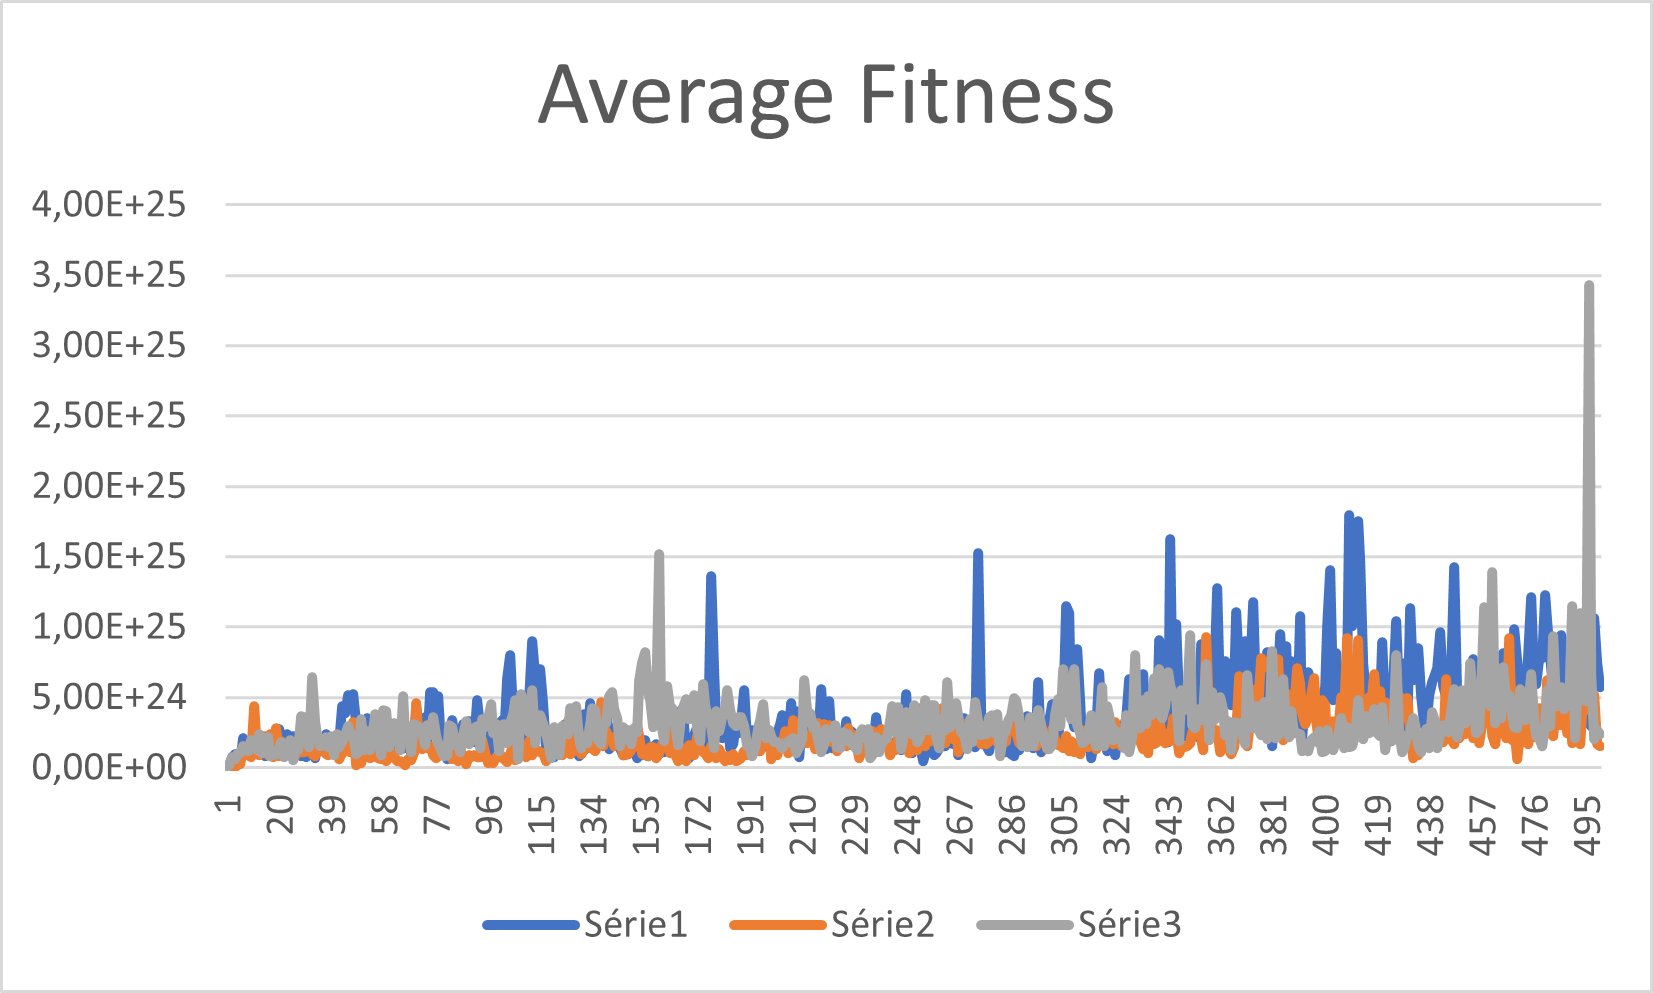 Average Fitness
4,00E+25
3,50E+25
3,00E+25
2,50E+25
2,00E+25
1,50E+25
1,00E+25
5,00E+24
0,00E+00
1 20 39 58 77 96 115 134 153 172 191 210 229 248 267 286 305 324 343 362 381 400 419 438 457 476 495
Série1 Série2 Série3